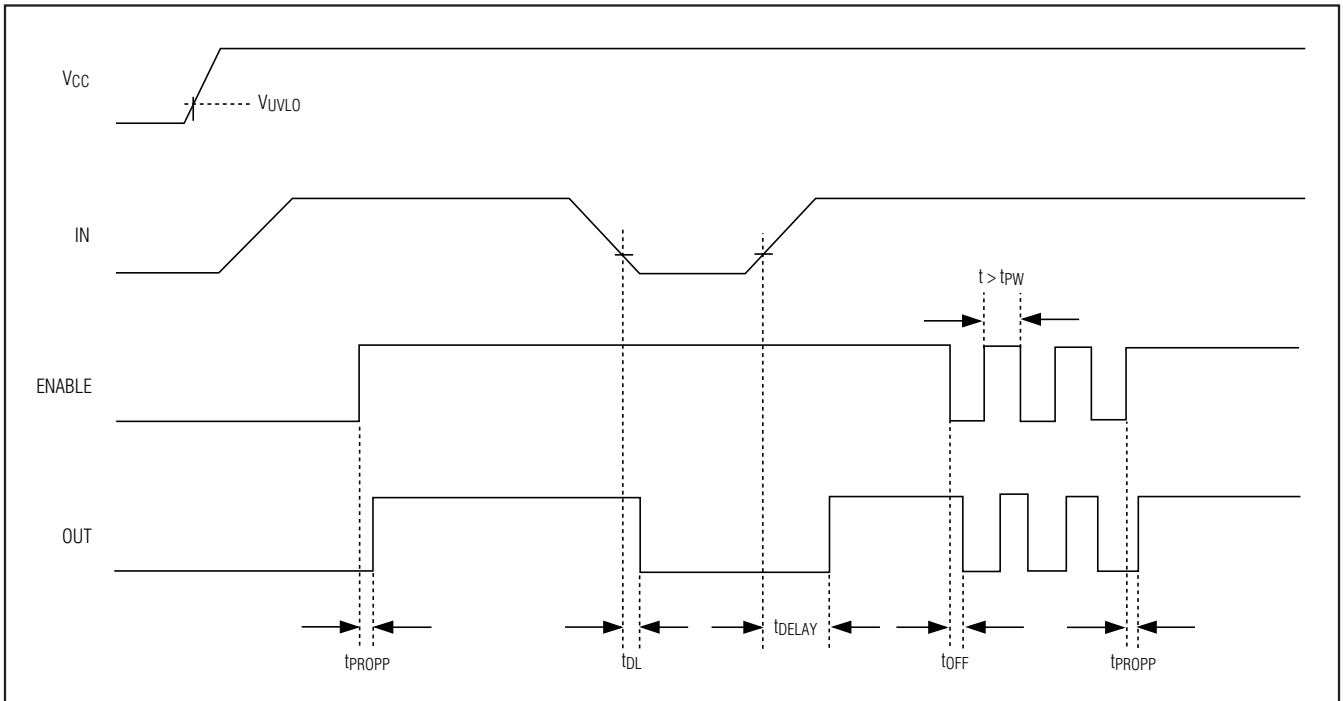 VCC
VUVLO
IN
t > tPW
ENABLE
OUT
tPROPP
tDL
tDELAY
tOFF
tPROPP